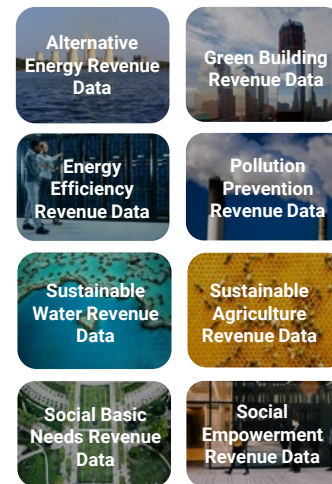 Alternative
Energy Revenue
Data
Green Building
Revenue Data
Energy
Efficiency
Revenue Data
Pollution
Prevention
Revenue Data
Sustainable
Water Revenue
Data
Sustainable
Agriculture
Revenue Data
Social Basic
Needs Revenue
Data
Social
Empowerment
Revenue Data